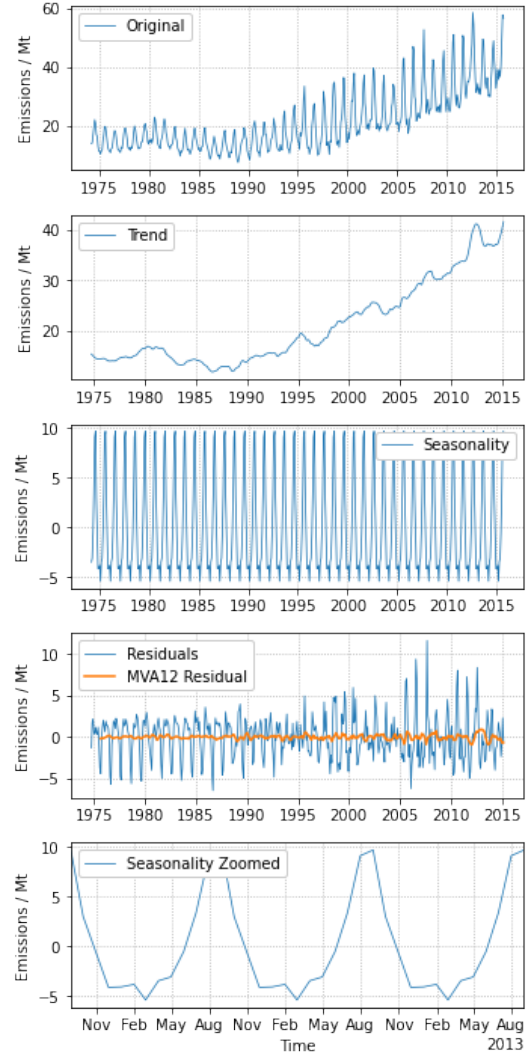 60
40
20
Emissions / Mt
Original
1975 1980 1985 1990 1995 2000 2005 2010 2015
40
30
20
Emissions / Mt
Trend
1975 1980 1985 1990 1995 2000 2005 2010 2015
10
5
0
−5
Emissions / Mt
Seasonality
1975 1980 1985 1990 1995 2000 2005 2010 2015
10
5
0
−5
Emissions / Mt
Residuals
MVA12 Residual
1975 1980 1985 1990 1995 2000 2005 2010 2015
10
5
0
−5
Emissions / Mt
Seasonality Zoomed
Nov Feb May Aug Nov Feb May Aug Nov Feb May Aug
2013
Time